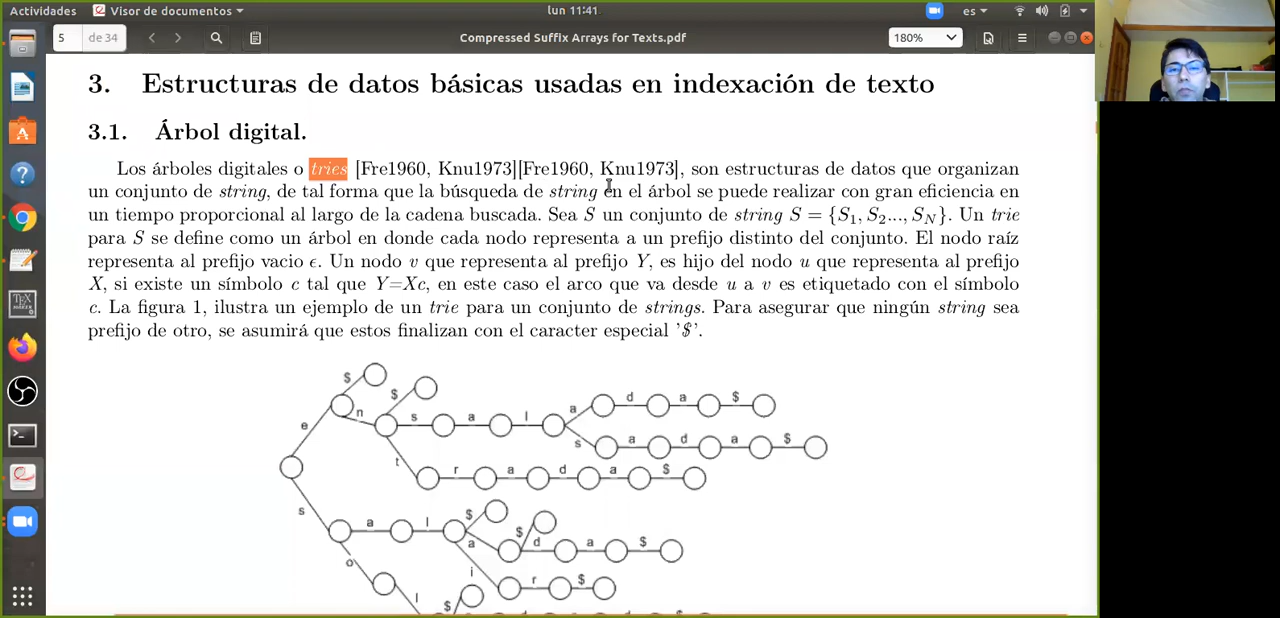 Actividades
Visor de documentos
lun 11:41
es
5
de 34
Compressed Suffix Arrays for Texts.pdf
180%
3. Estructuras de datos básicas usadas en indexación de texto
3.1. Árbol digital.
Los árboles digitales o tries [Fre1960, Knu1973][Fre1960, Knu1973], son estructuras de datos que organizan
un conjunto de string, de tal forma que la búsqueda de string en el árbol se puede realizar con gran eficiencia en
un tiempo proporcional al largo de la cadena buscada. Sea S un conjunto de string S = {S1, S2..., SN}. Un trie
para S se define como un árbol en donde cada nodo representa a un prefijo distinto del conjunto. El nodo raíz
representa al prefijo vacio ϵ. Un nodo v que representa al prefijo Y, es hijo del nodo u que representa al prefijo
X, si existe un símbolo c tal que Y=Xc, en este caso el arco que va desde u a v es etiquetado con el símbolo
c. La figura 1, ilustra un ejemplo de un trie para un conjunto de strings. Para asegurar que ningún string sea
prefijo de otro, se asumirá que estos finalizan con el caracter especial '$'.
$
$
e n s a l a d a $
s a d a $
t r a d a $
s a l $
a $ d a $
i r $
o l $